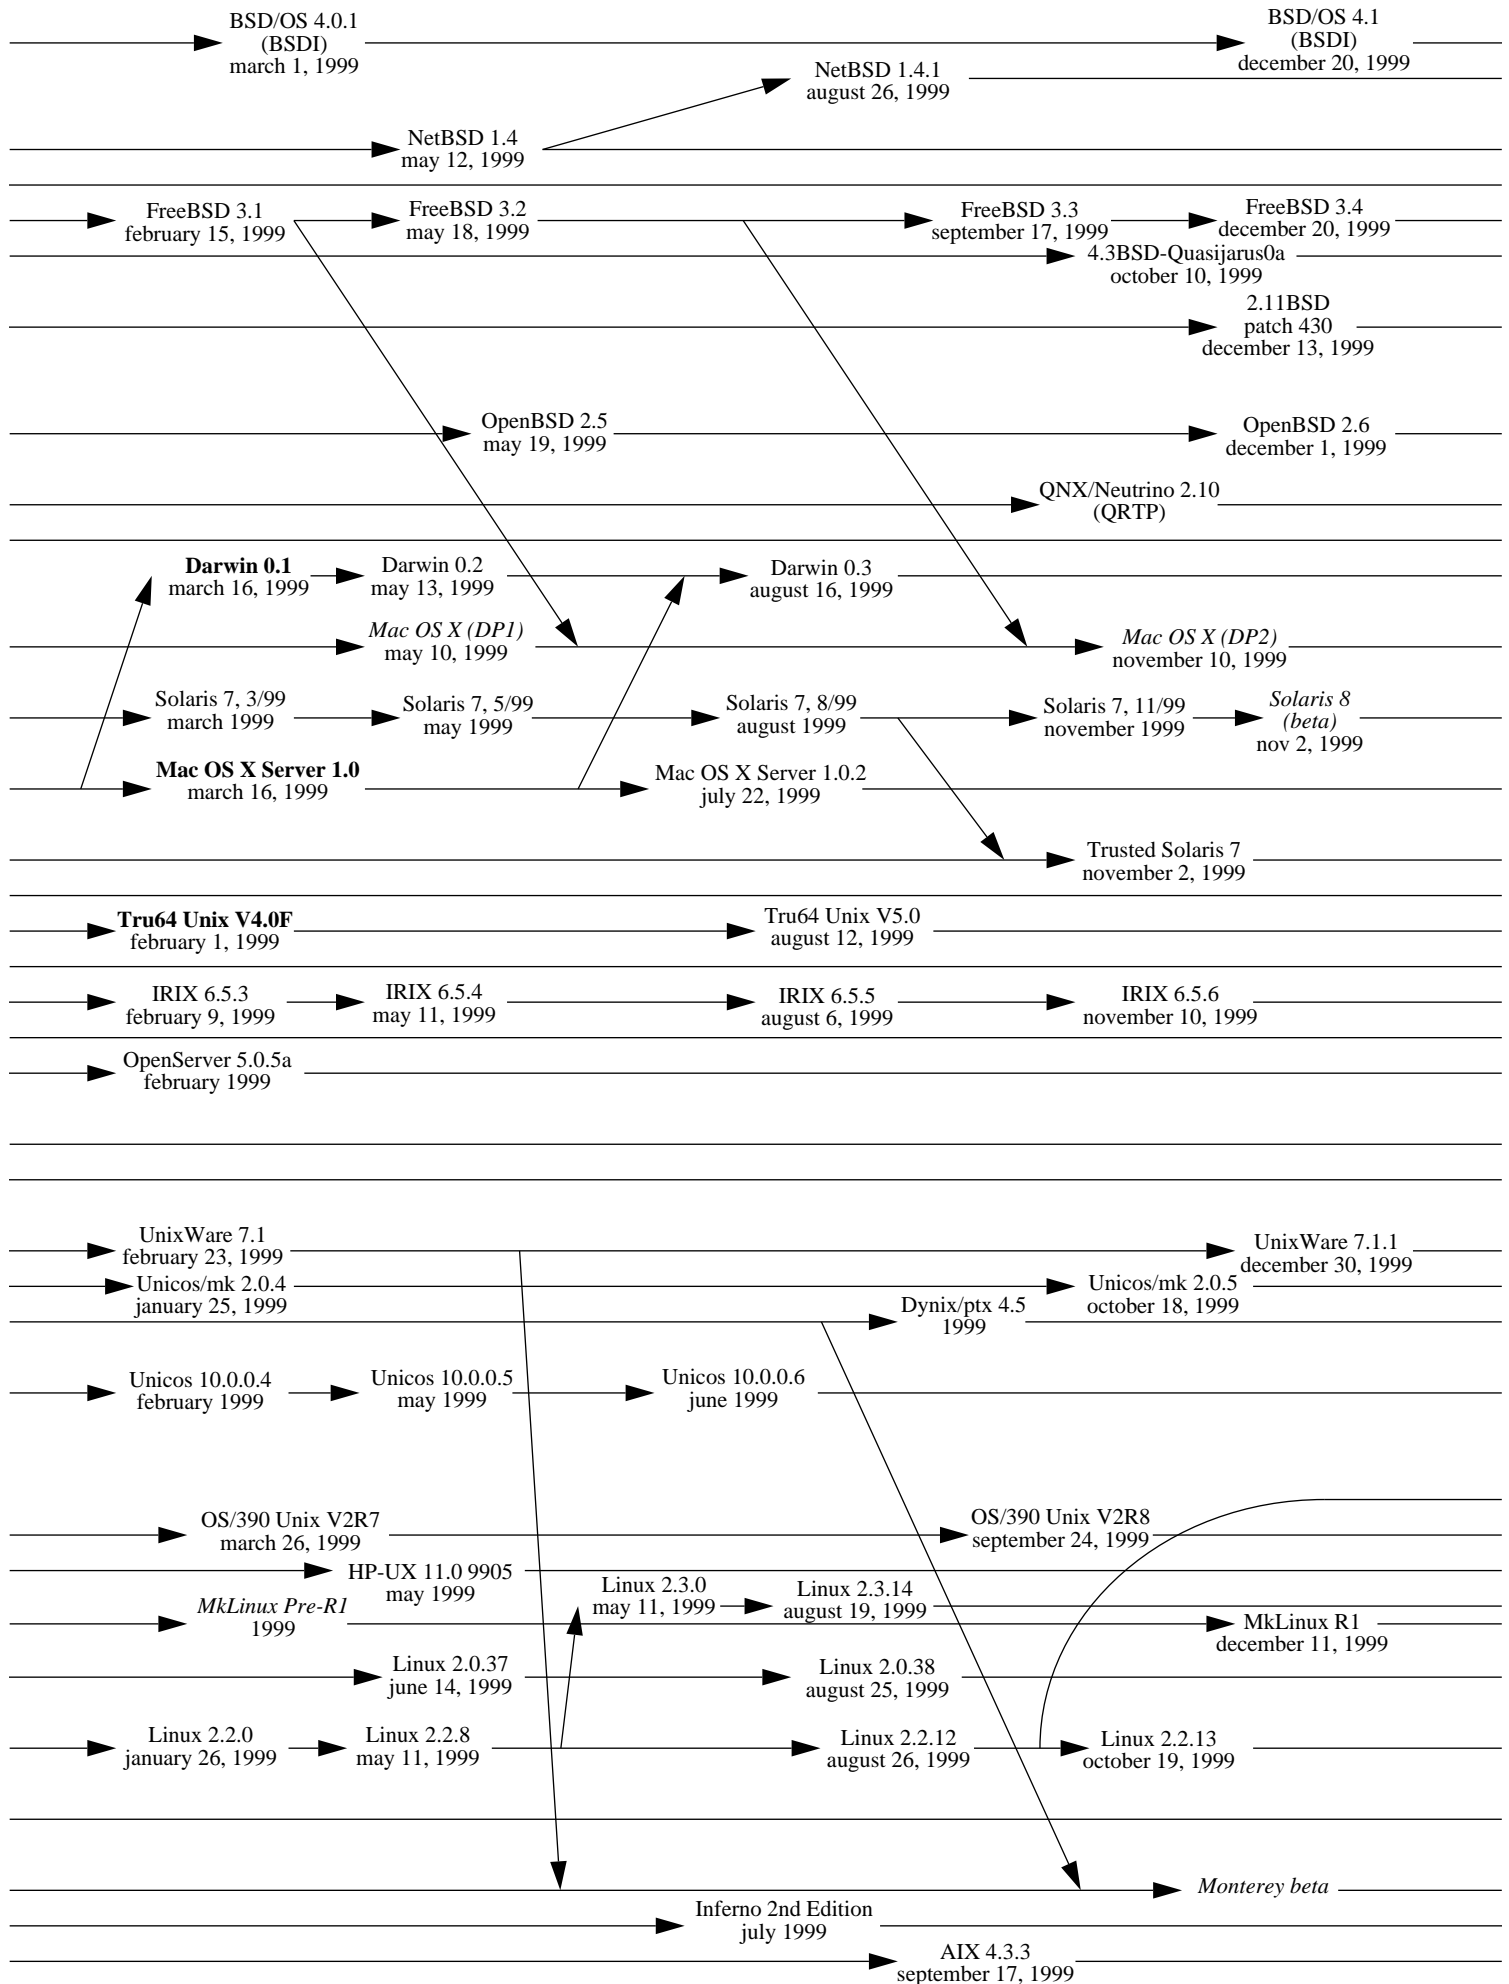 BSD/OS 4.0.1
(BSDI)
march 1, 1999
BSD/OS 4.1
(BSDI)
december 20, 1999
NetBSD 1.4.1
august 26, 1999
NetBSD 1.4
may 12, 1999
FreeBSD 3.1
february 15, 1999
FreeBSD 3.2
may 18, 1999
FreeBSD 3.3
september 17, 1999
FreeBSD 3.4
december 20, 1999
4.3BSD-Quasijarus0a
october 10, 1999
2.11BSD
patch 430
december 13, 1999
OpenBSD 2.5
may 19, 1999
OpenBSD 2.6
december 1, 1999
QNX/Neutrino 2.10
(QRTP)
Darwin 0.1
march 16, 1999
Darwin 0.2
may 13, 1999
Darwin 0.3
august 16, 1999
Mac OS X (DP1)
may 10, 1999
Mac OS X (DP2)
november 10, 1999
Solaris 7, 3/99
march 1999
Solaris 7, 5/99
may 1999
Solaris 7, 8/99
august 1999
Solaris 7, 11/99
november 1999
Solaris 8
(beta)
nov 2, 1999
Mac OS X Server 1.0
march 16, 1999
Mac OS X Server 1.0.2
july 22, 1999
Trusted Solaris 7
november 2, 1999
Tru64 Unix V4.0F
february 1, 1999
Tru64 Unix V5.0
august 12, 1999
IRIX 6.5.3
february 9, 1999
IRIX 6.5.4
may 11, 1999
IRIX 6.5.5
august 6, 1999
IRIX 6.5.6
november 10, 1999
OpenServer 5.0.5a
february 1999
UnixWare 7.1
february 23, 1999
UnixWare 7.1.1
december 30, 1999
Unicos/mk 2.0.4
january 25, 1999
Unicos/mk 2.0.5
october 18, 1999
Dynix/ptx 4.5
1999
Unicos 10.0.0.4
february 1999
Unicos 10.0.0.5
may 1999
Unicos 10.0.0.6
june 1999
OS/390 Unix V2R7
march 26, 1999
OS/390 Unix V2R8
september 24, 1999
HP-UX 11.0 9905
may 1999
Linux 2.3.0
may 11, 1999
Linux 2.3.14
august 19, 1999
MkLinux Pre-R1
1999
MkLinux R1
december 11, 1999
Linux 2.0.37
june 14, 1999
Linux 2.0.38
august 25, 1999
Linux 2.2.0
january 26, 1999
Linux 2.2.8
may 11, 1999
Linux 2.2.12
august 26, 1999
Linux 2.2.13
october 19, 1999
Monterey beta
Inferno 2nd Edition
july 1999
AIX 4.3.3
september 17, 1999